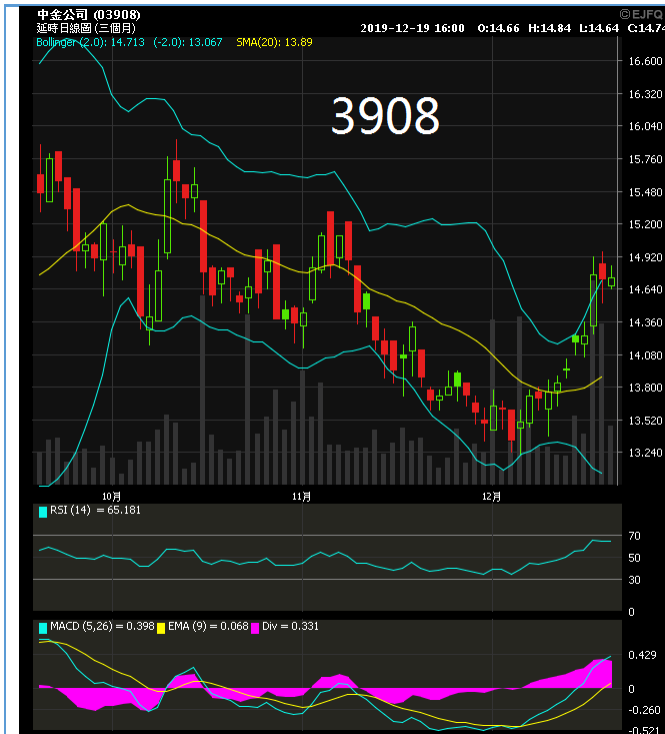 中金公司 (03908)
©EJFQ
延時日線圖 (三個月)
2019-12-19 16:00 O:14.66 H:14.84 L:14.64 C:14.74
Bollinger (2.0): 14.713 (-2.0): 13.067 SMA(20): 13.89
3908
16.600
16.320
16.040
15.760
15.480
15.200
14.920
14.640
14.360
14.080
13.800
13.520
13.240
10月 11月 12月
RSI (14) = 65.181
70
50
30
0
MACD (5,26) = 0.398 EMA (9) = 0.068 Div = 0.331
0.429
0
-0.260
-0.521